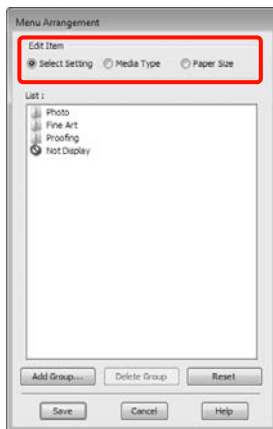 Menu Arrangement
Edit Item
Select Setting Media Type Paper Size
List :
Photo
Fine Art
Proofing
Not Display
Add Group... Delete Group Reset
Save Cancel Help